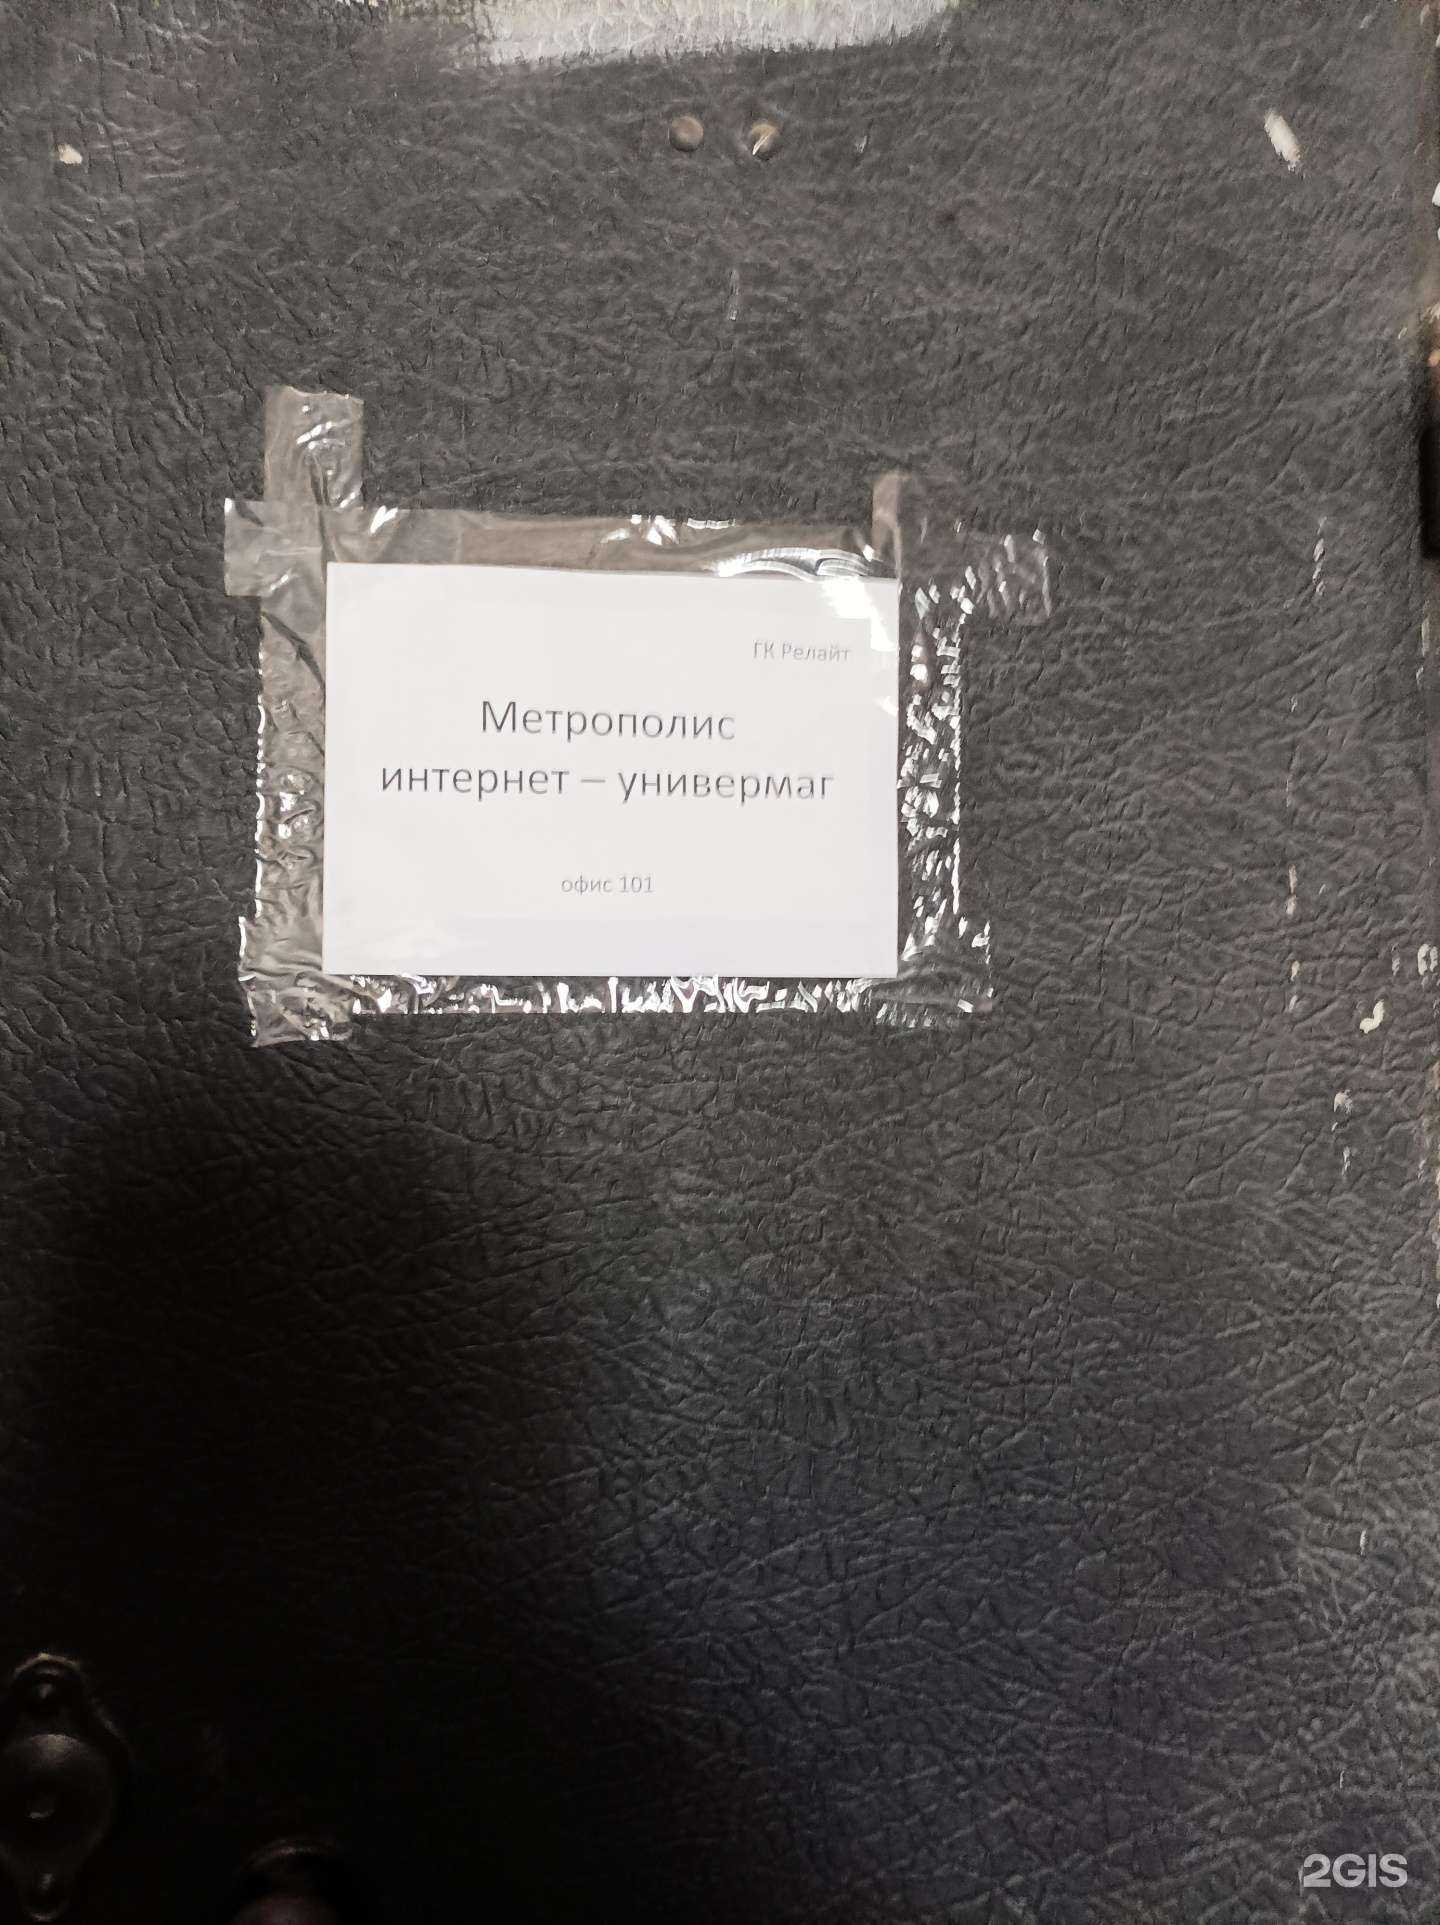 ГК Релайт
Метрополис
интернет – универмаг
офис 101
2GIS